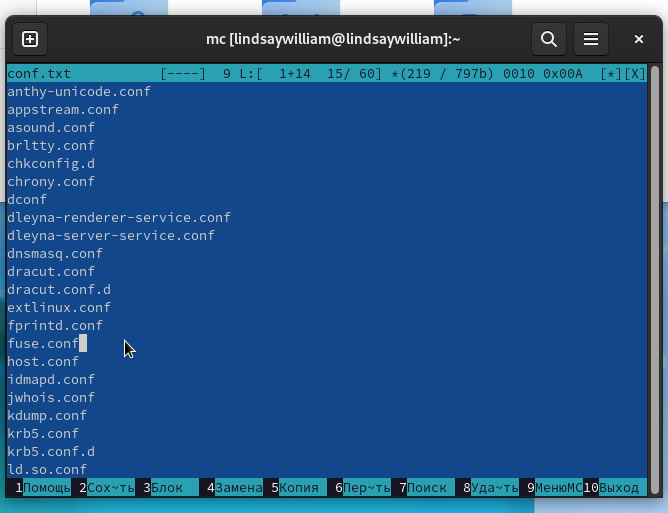 mc [lindsaywilliam@lindsaywilliam]:~
conf.txt [----] 9 L:[ 1+14 15/ 60] *(219 / 797b) 0010 0x00A [*][X]
anthy-unicode.conf
appstream.conf
asound.conf
brltty.conf
chkconfig.d
chrony.conf
dconf
dleyna-renderer-service.conf
dleyna-server-service.conf
dnsmasq.conf
dracut.conf
dracut.conf.d
extlinux.conf
fprintd.conf
fuse.conf
host.conf
idmapd.conf
jwhois.conf
kdump.conf
krb5.conf
krb5.conf.d
ld.so.conf
1Помощь 2Сох~ть 3Блок 4Замена 5Копия 6Пер~ть 7Поиск 8Уда~ть 9МенюМС 10Выход